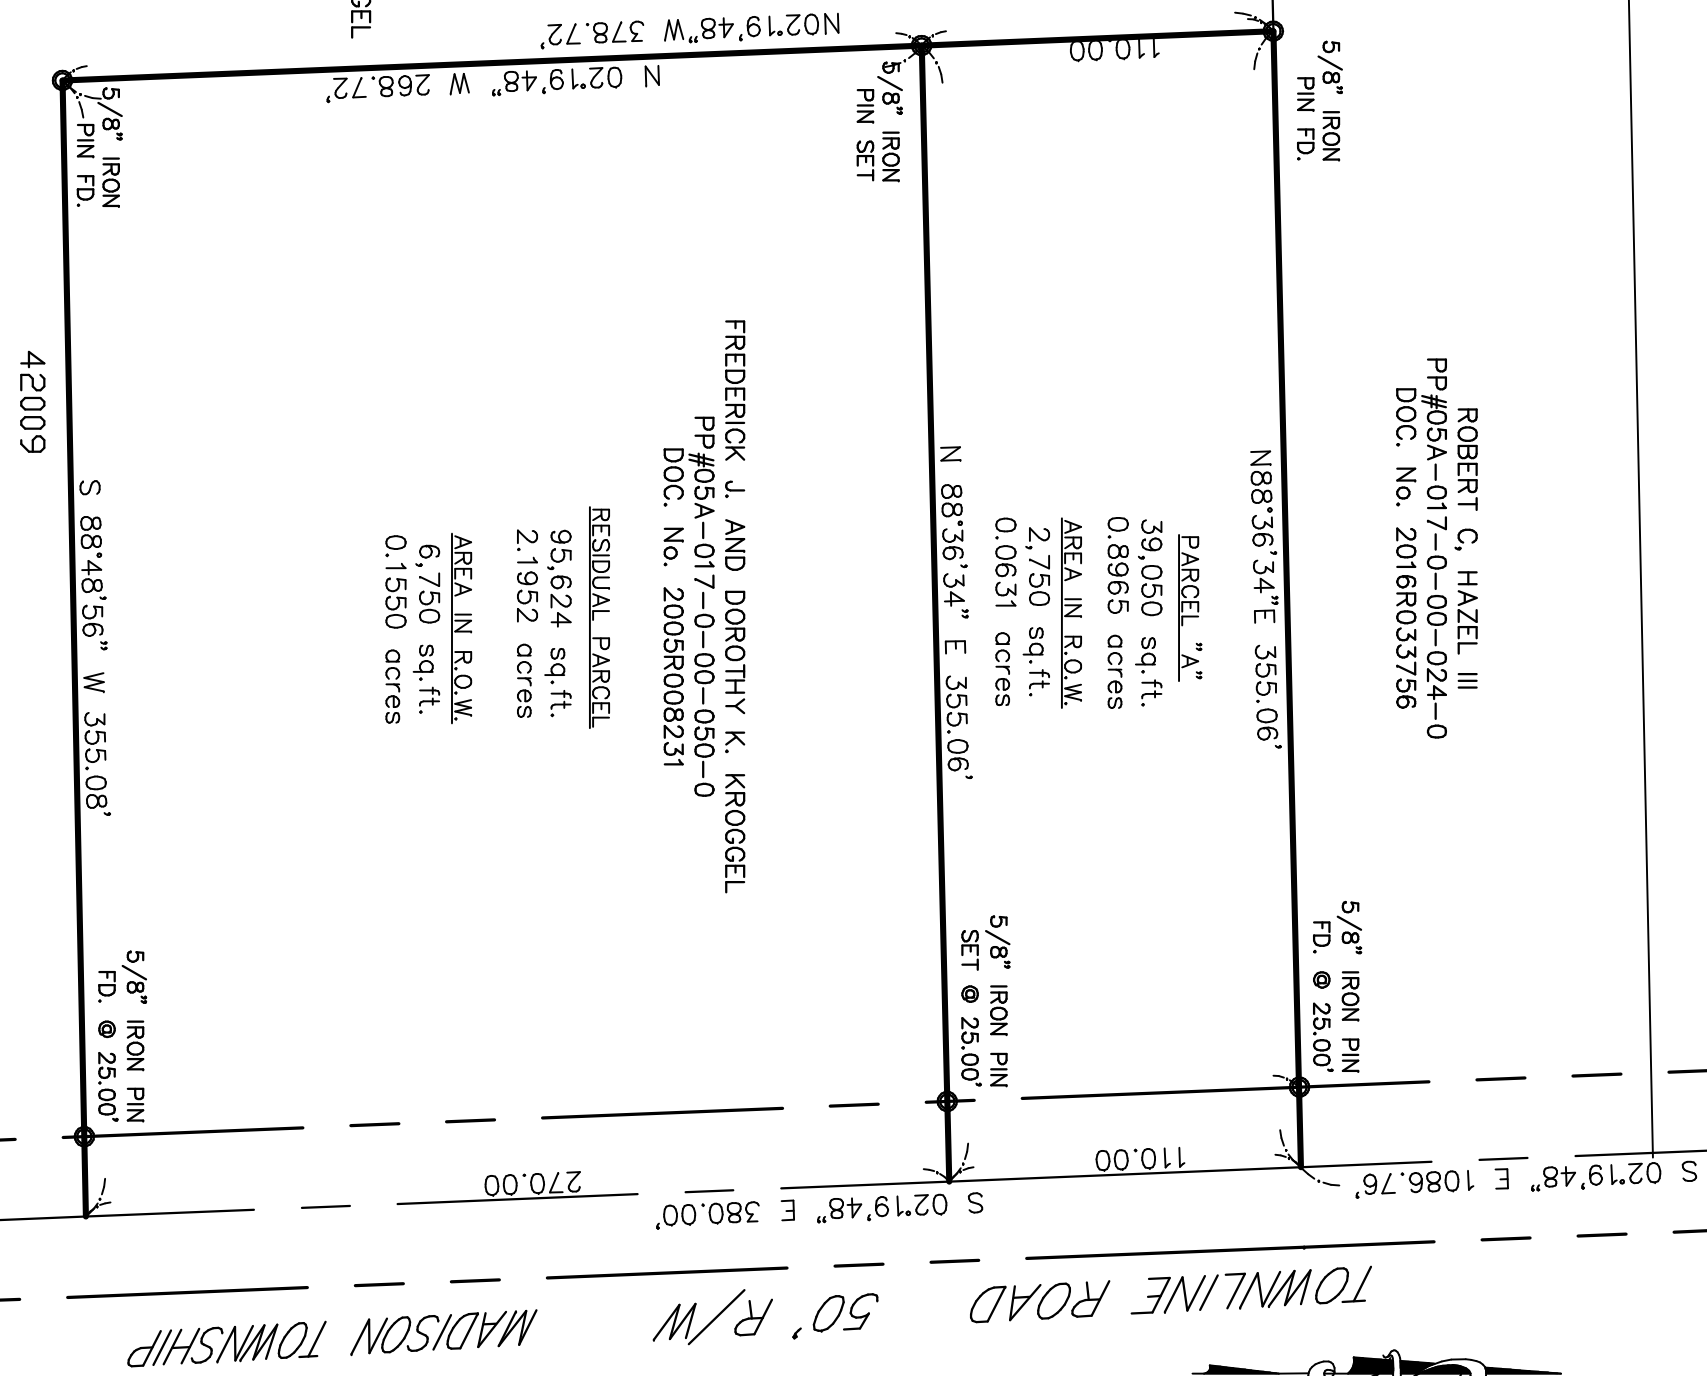 GEL
N02°19'48"W 378.72'
N 02°19'48" W 268.72'
110.00
5/8" IRON
PIN FD.
5/8" IRON
PIN SET
5/8" IRON
PIN FD.
ROBERT C, HAZEL III
PP#05A-017-0-00-024-0
DOC. No. 2016R033756
N88°36'34"E 355.06'
PARCEL "A"
39,050 sq.ft.
0.8965 acres
AREA IN R.O.W.
2,750 sq.ft.
0.0631 acres
N 88°36'34" E 355.06'
FREDERICK J. AND DOROTHY K. KROGGEL
PP#05A-017-0-00-050-0
DOC. No. 2005R008231
RESIDUAL PARCEL
95,624 sq.ft.
2.1952 acres
AREA IN R.O.W.
6,750 sq.ft.
0.1550 acres
S 88°48'56" W 355.08'
42009
5/8" IRON PIN
FD. @ 25.00'
5/8" IRON PIN
SET @ 25.00'
5/8" IRON PIN
FD. @ 25.00'
110.00
270.00
S 02°19'48" E 1086.76'
S 02°19'48" E 380.00'
TOWNLINE ROAD 50' R/W MADISON TOWNSHIP